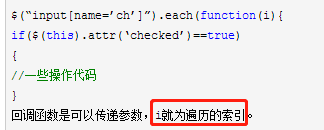 $(“input[name=’ch’]”).each(function(i){
if($(this).attr(‘checked’)==true)
{
//一些操作代码
}
回调函数是可以传递参数，i就为遍历的索引。